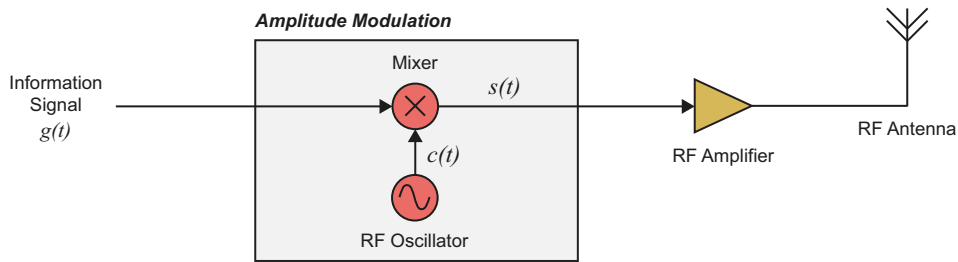 Amplitude Modulation
Mixer
Information
Signal
g(t)
s(t)
c(t)
RF Oscillator
RF Amplifier
RF Antenna